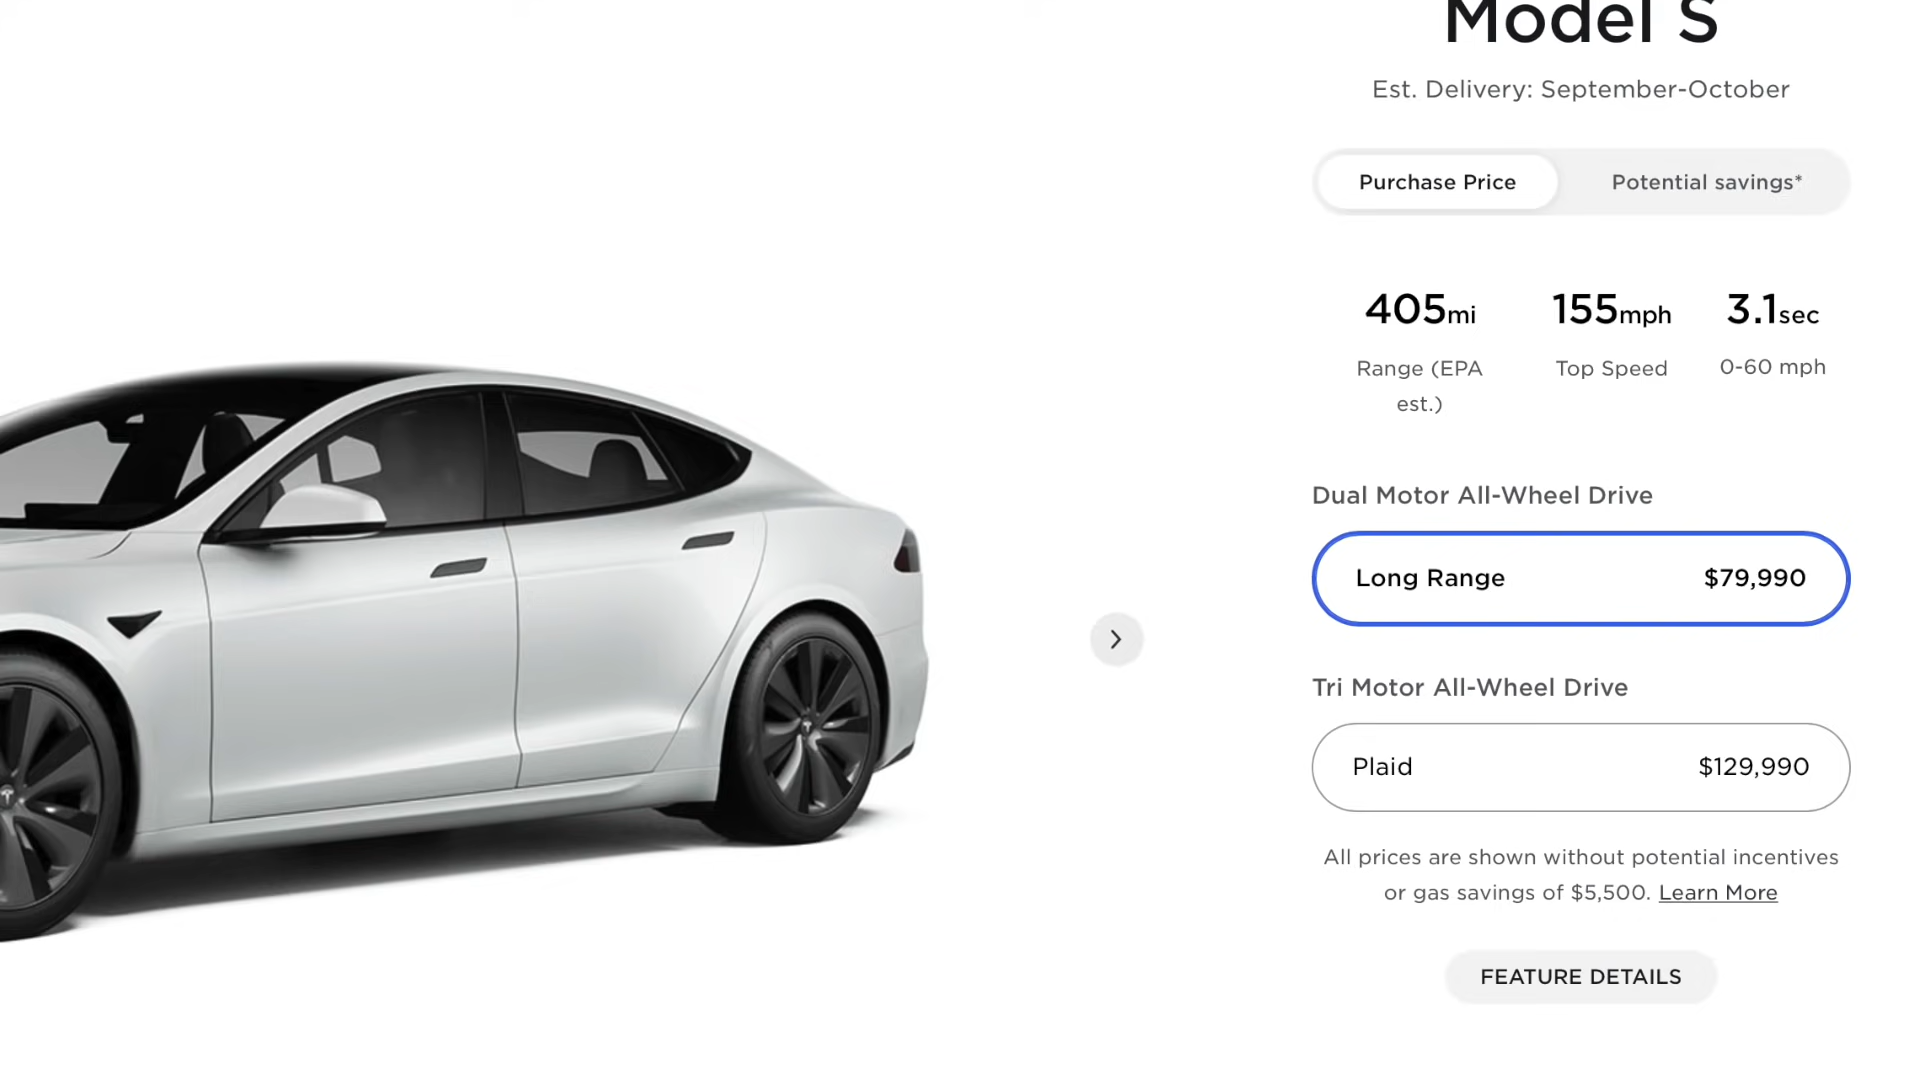 Model S
Est. Delivery: September-October
Purchase Price
Potential savings*
405mi
Range (EPA
est.)
155mph
Top Speed
3.1sec
0-60 mph
Dual Motor All-Wheel Drive
Long Range $79,990
Tri Motor All-Wheel Drive
Plaid $129,990
All prices are shown without potential incentives
or gas savings of $5,500. Learn More
FEATURE DETAILS